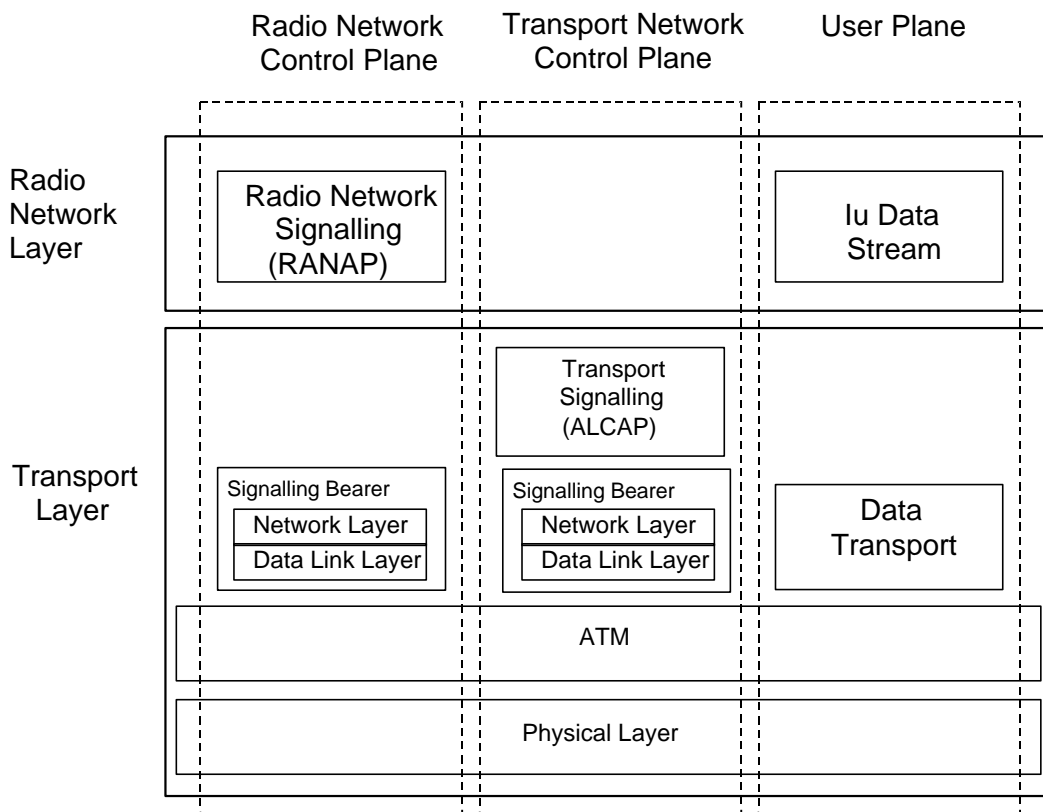 Radio Network
Control Plane
Transport Network
Control Plane
User Plane
Radio
Network
Layer
Radio Network
Signalling
(RANAP)
Iu Data
Stream
Transport
Layer
Transport
Signalling
(ALCAP)
Signalling Bearer
Network Layer
Data Link Layer
Signalling Bearer
Network Layer
Data Link Layer
Data
Transport
ATM
Physical Layer